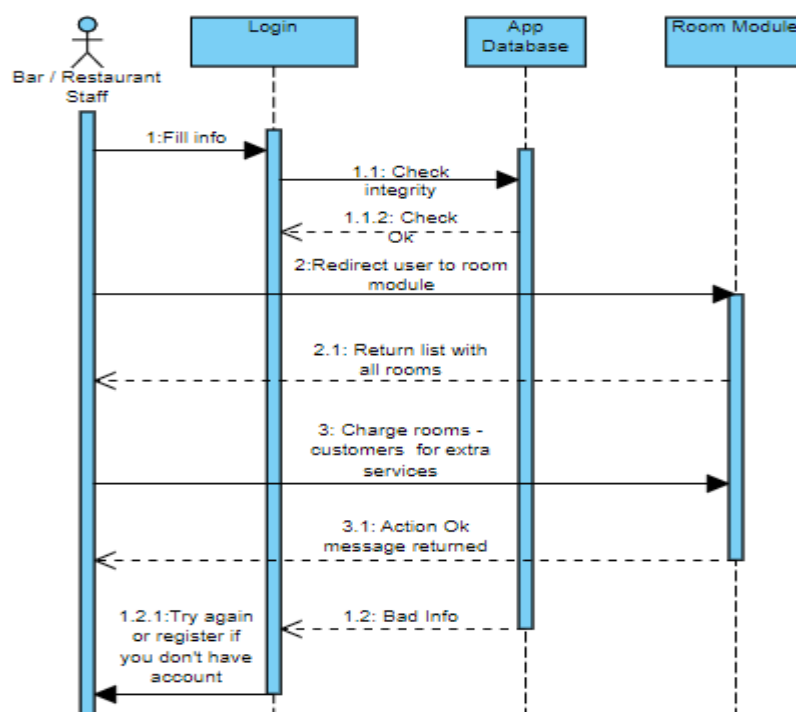 Login
App
Database
Room Module
Bar / Restaurant
Staff
1:Fill info
1.1: Check
integrity
1.1.2: Check
Ok
2:Redirect user to room
module
2.1: Return list with
all rooms
3: Charge rooms -
customers for extra
services
3.1: Action Ok
message returned
1.2: Bad Info
1.2.1:Try again
or register if
you don't have
account